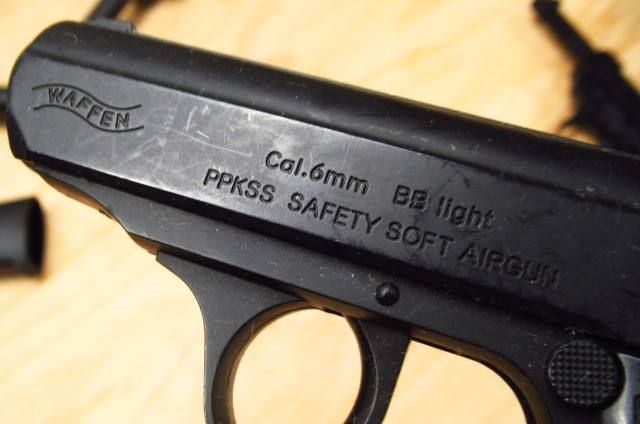 WAFFEN
Cal.6mm BB light
PPKSS SAFETY SOFT AIRGUN